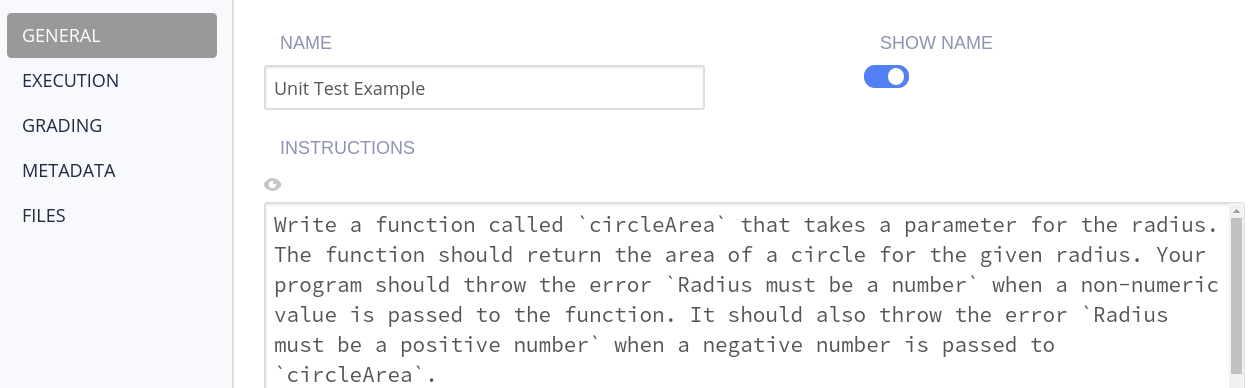 GENERAL
EXECUTION
GRADING
METADATA
FILES
NAME
SHOW NAME
Unit Test Example
INSTRUCTIONS
Write a function called `circleArea` that takes a parameter for the radius.
The function should return the area of a circle for the given radius. Your
program should throw the error `Radius must be a number` when a non-numeric
value is passed to the function. It should also throw the error `Radius
must be a positive number` when a negative number is passed to
`circleArea`.